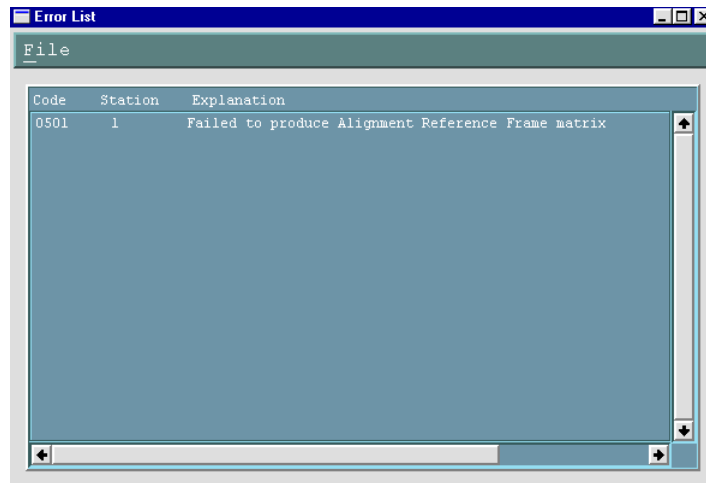 Error List
File
Code Station Explanation
0501 1 Failed to produce Alignment Reference Frame matrix